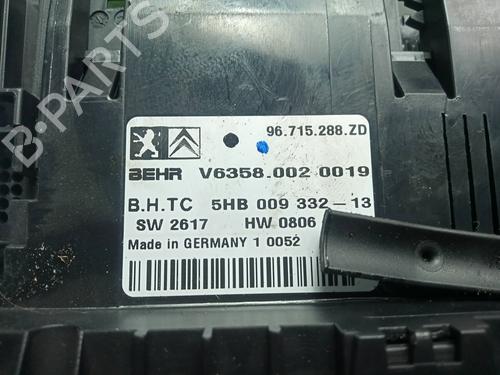 B-PARTS
96.715.288.ZD
BEHR V6358.002 0019
B.H.TC 5HB 009 332-13
SW 2617 HW 0806
Made in GERMANY 1 0052